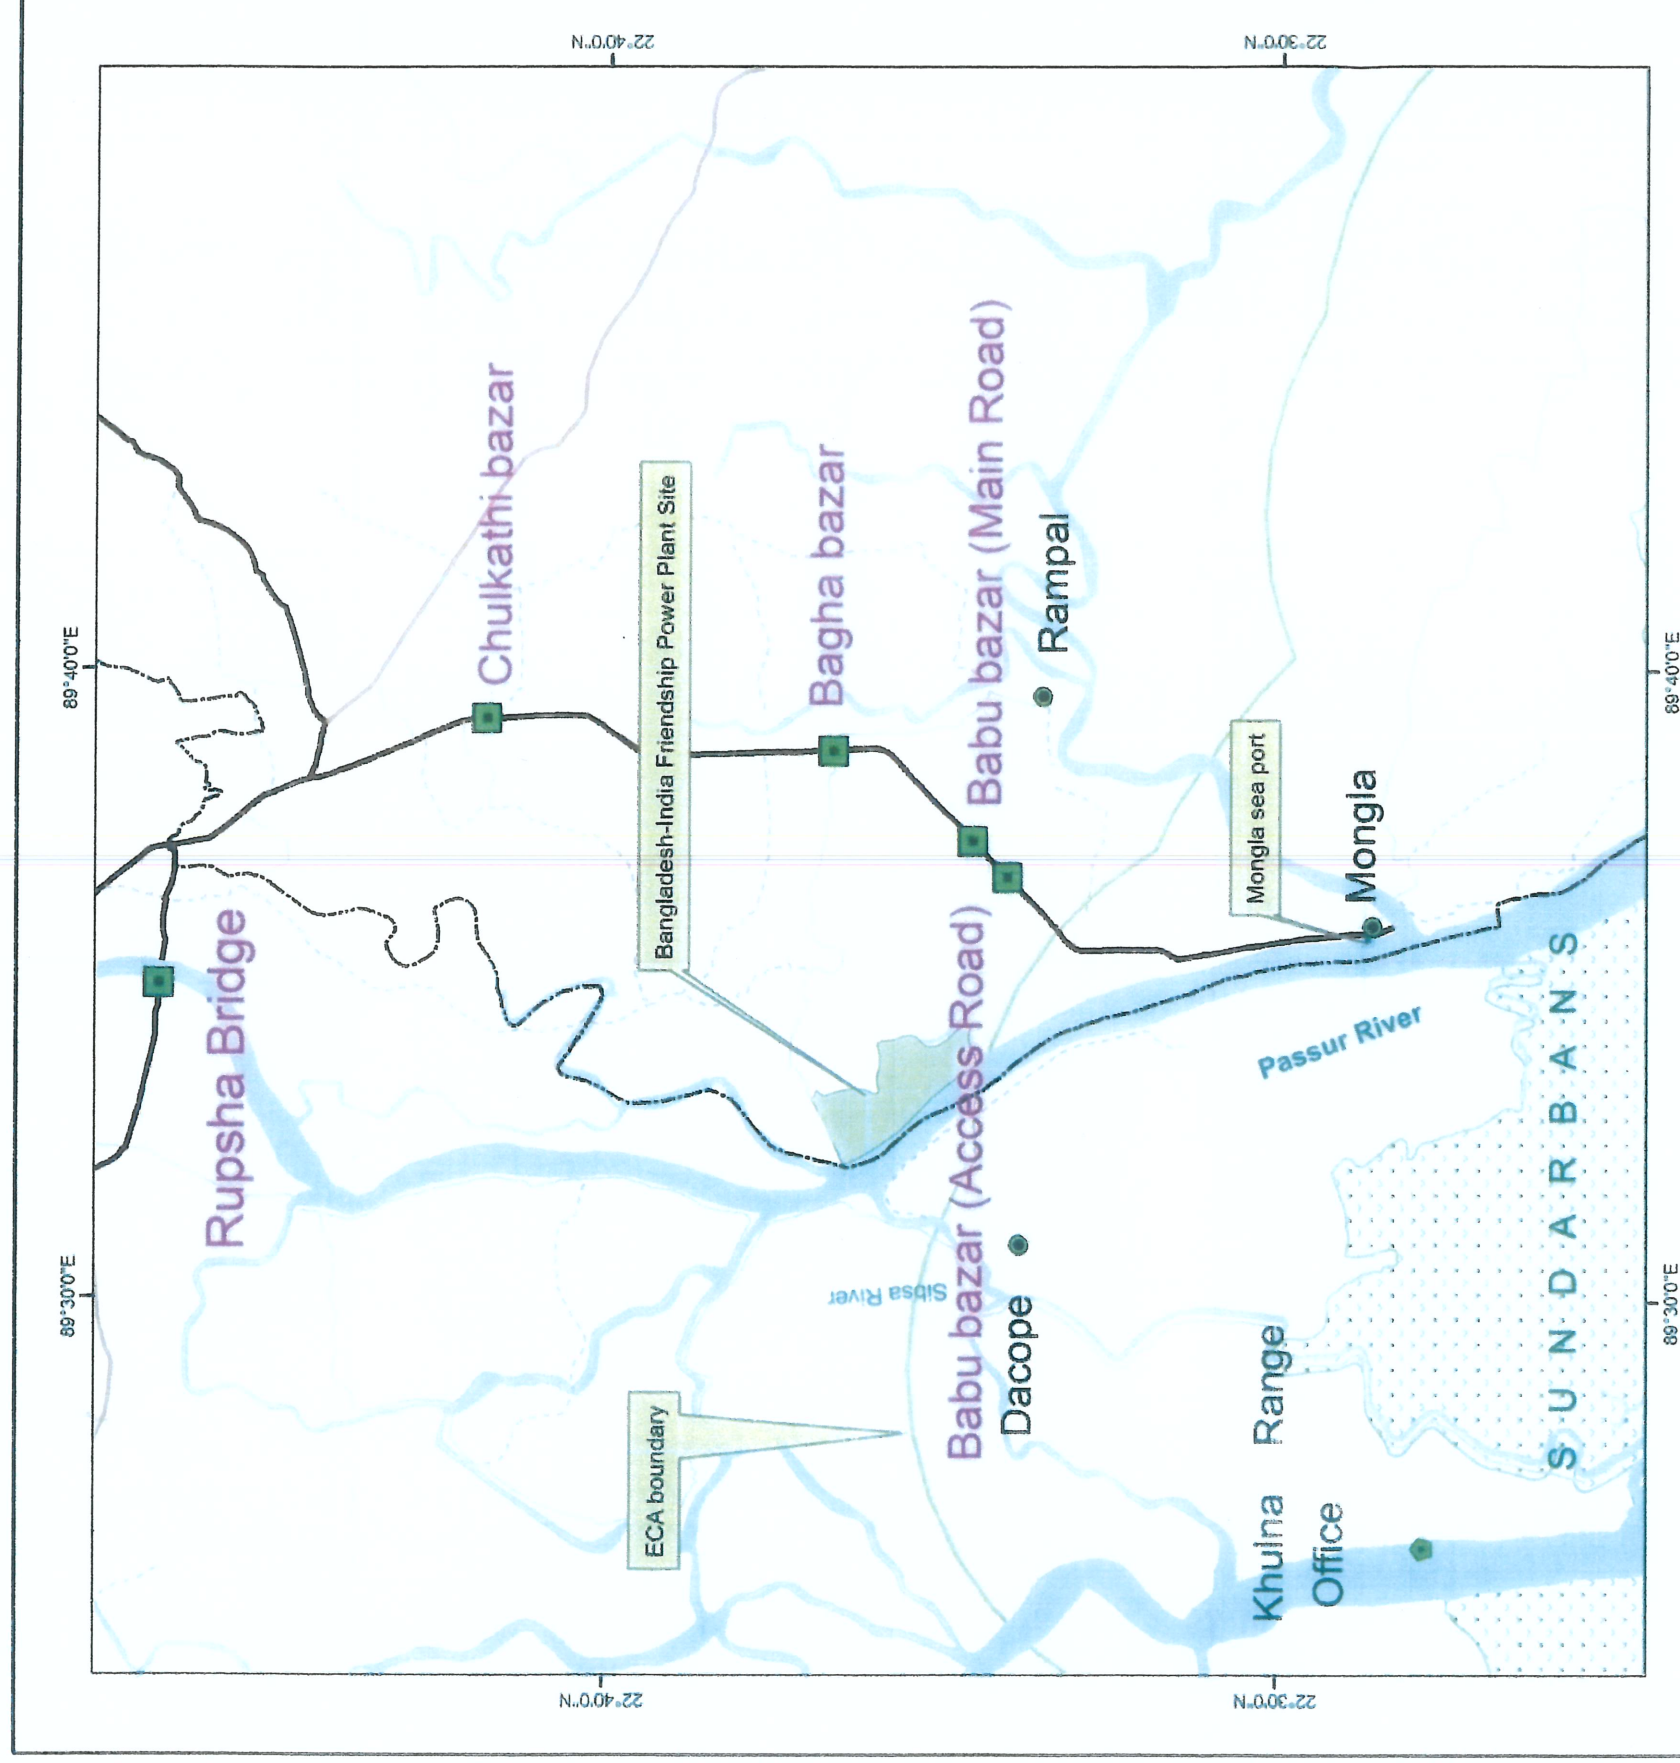 89°30'0"E
89°40'0"E
Rupsha Bridge
Chulkathi bazar
22°40'0"N
22°40'0"N
ECA boundary
Bangladesh-India Friendship Power Plant Site
Bagha bazar
Sibsa River
Babu bazar (Access Road)
Babu bazar (Main Road)
Dacope
Rampal
Mongla sea port
22°30'0"N
22°30'0"N
Khulna Range
Office
Passur River
Mongla
SUNDARBANS
89°30'0"E
89°40'0"E